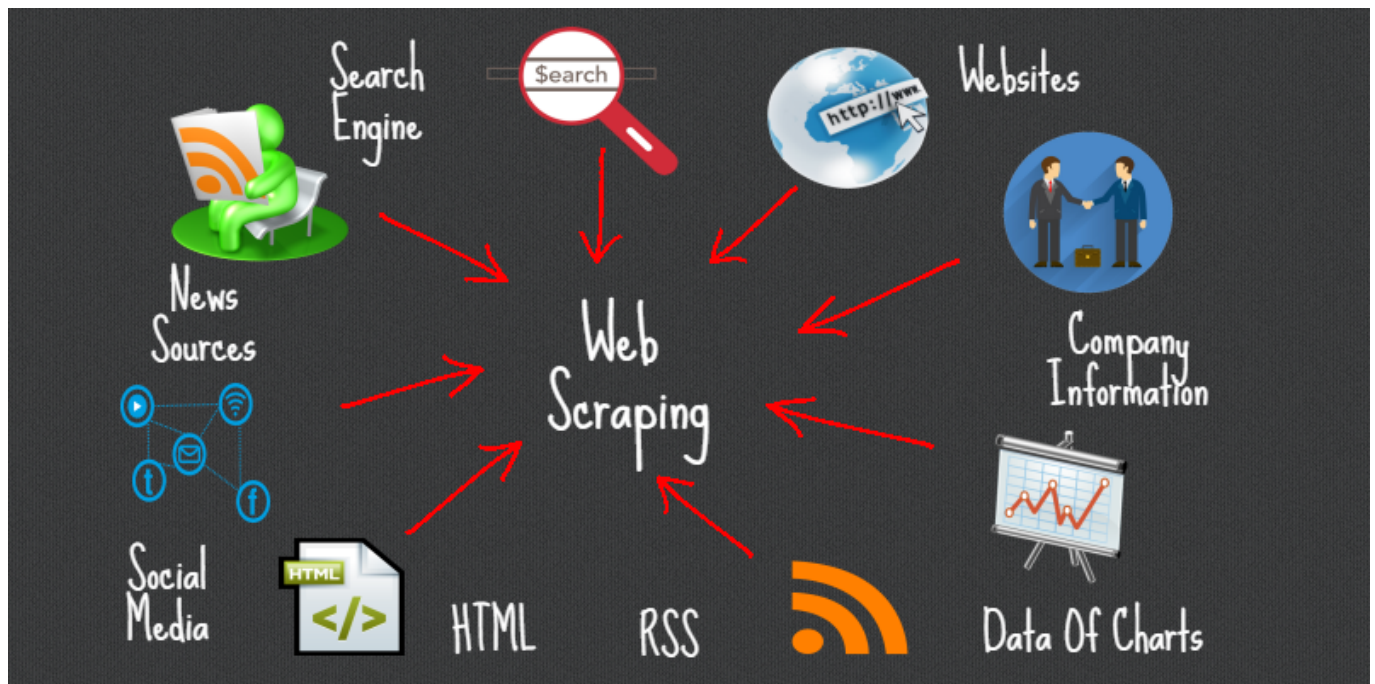 Search
Engine
$earch
http://www
Websites
News
Sources
Web
Scraping
Company
Information
t
f
Social
Media
HTML
</>
HTML
RSS
Data Of Charts